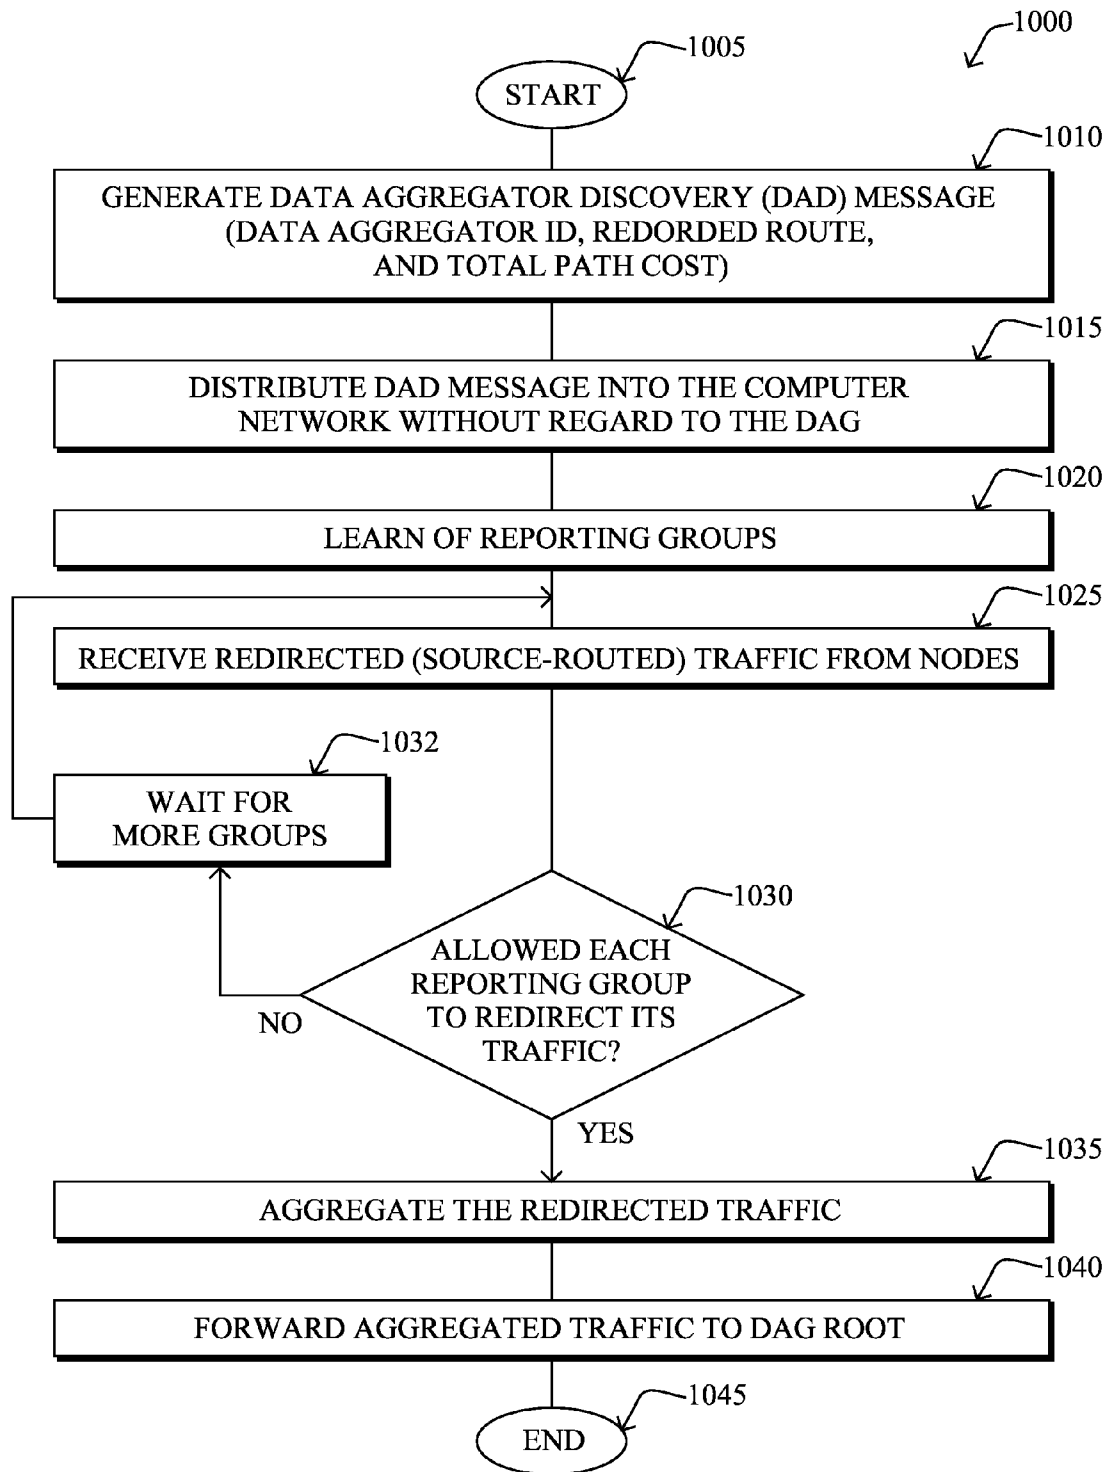 1000
1005
START
1010
GENERATE DATA AGGREGATOR DISCOVERY (DAD) MESSAGE
(DATA AGGREGATOR ID, REDORDED ROUTE,
AND TOTAL PATH COST)
1015
DISTRIBUTE DAD MESSAGE INTO THE COMPUTER
NETWORK WITHOUT REGARD TO THE DAG
1020
LEARN OF REPORTING GROUPS
1025
RECEIVE REDIRECTED (SOURCE-ROUTED) TRAFFIC FROM NODES
1032
WAIT FOR
MORE GROUPS
1030
ALLOWED EACH
REPORTING GROUP
TO REDIRECT ITS
TRAFFIC?
NO
YES
1035
AGGREGATE THE REDIRECTED TRAFFIC
1040
FORWARD AGGREGATED TRAFFIC TO DAG ROOT
1045
END